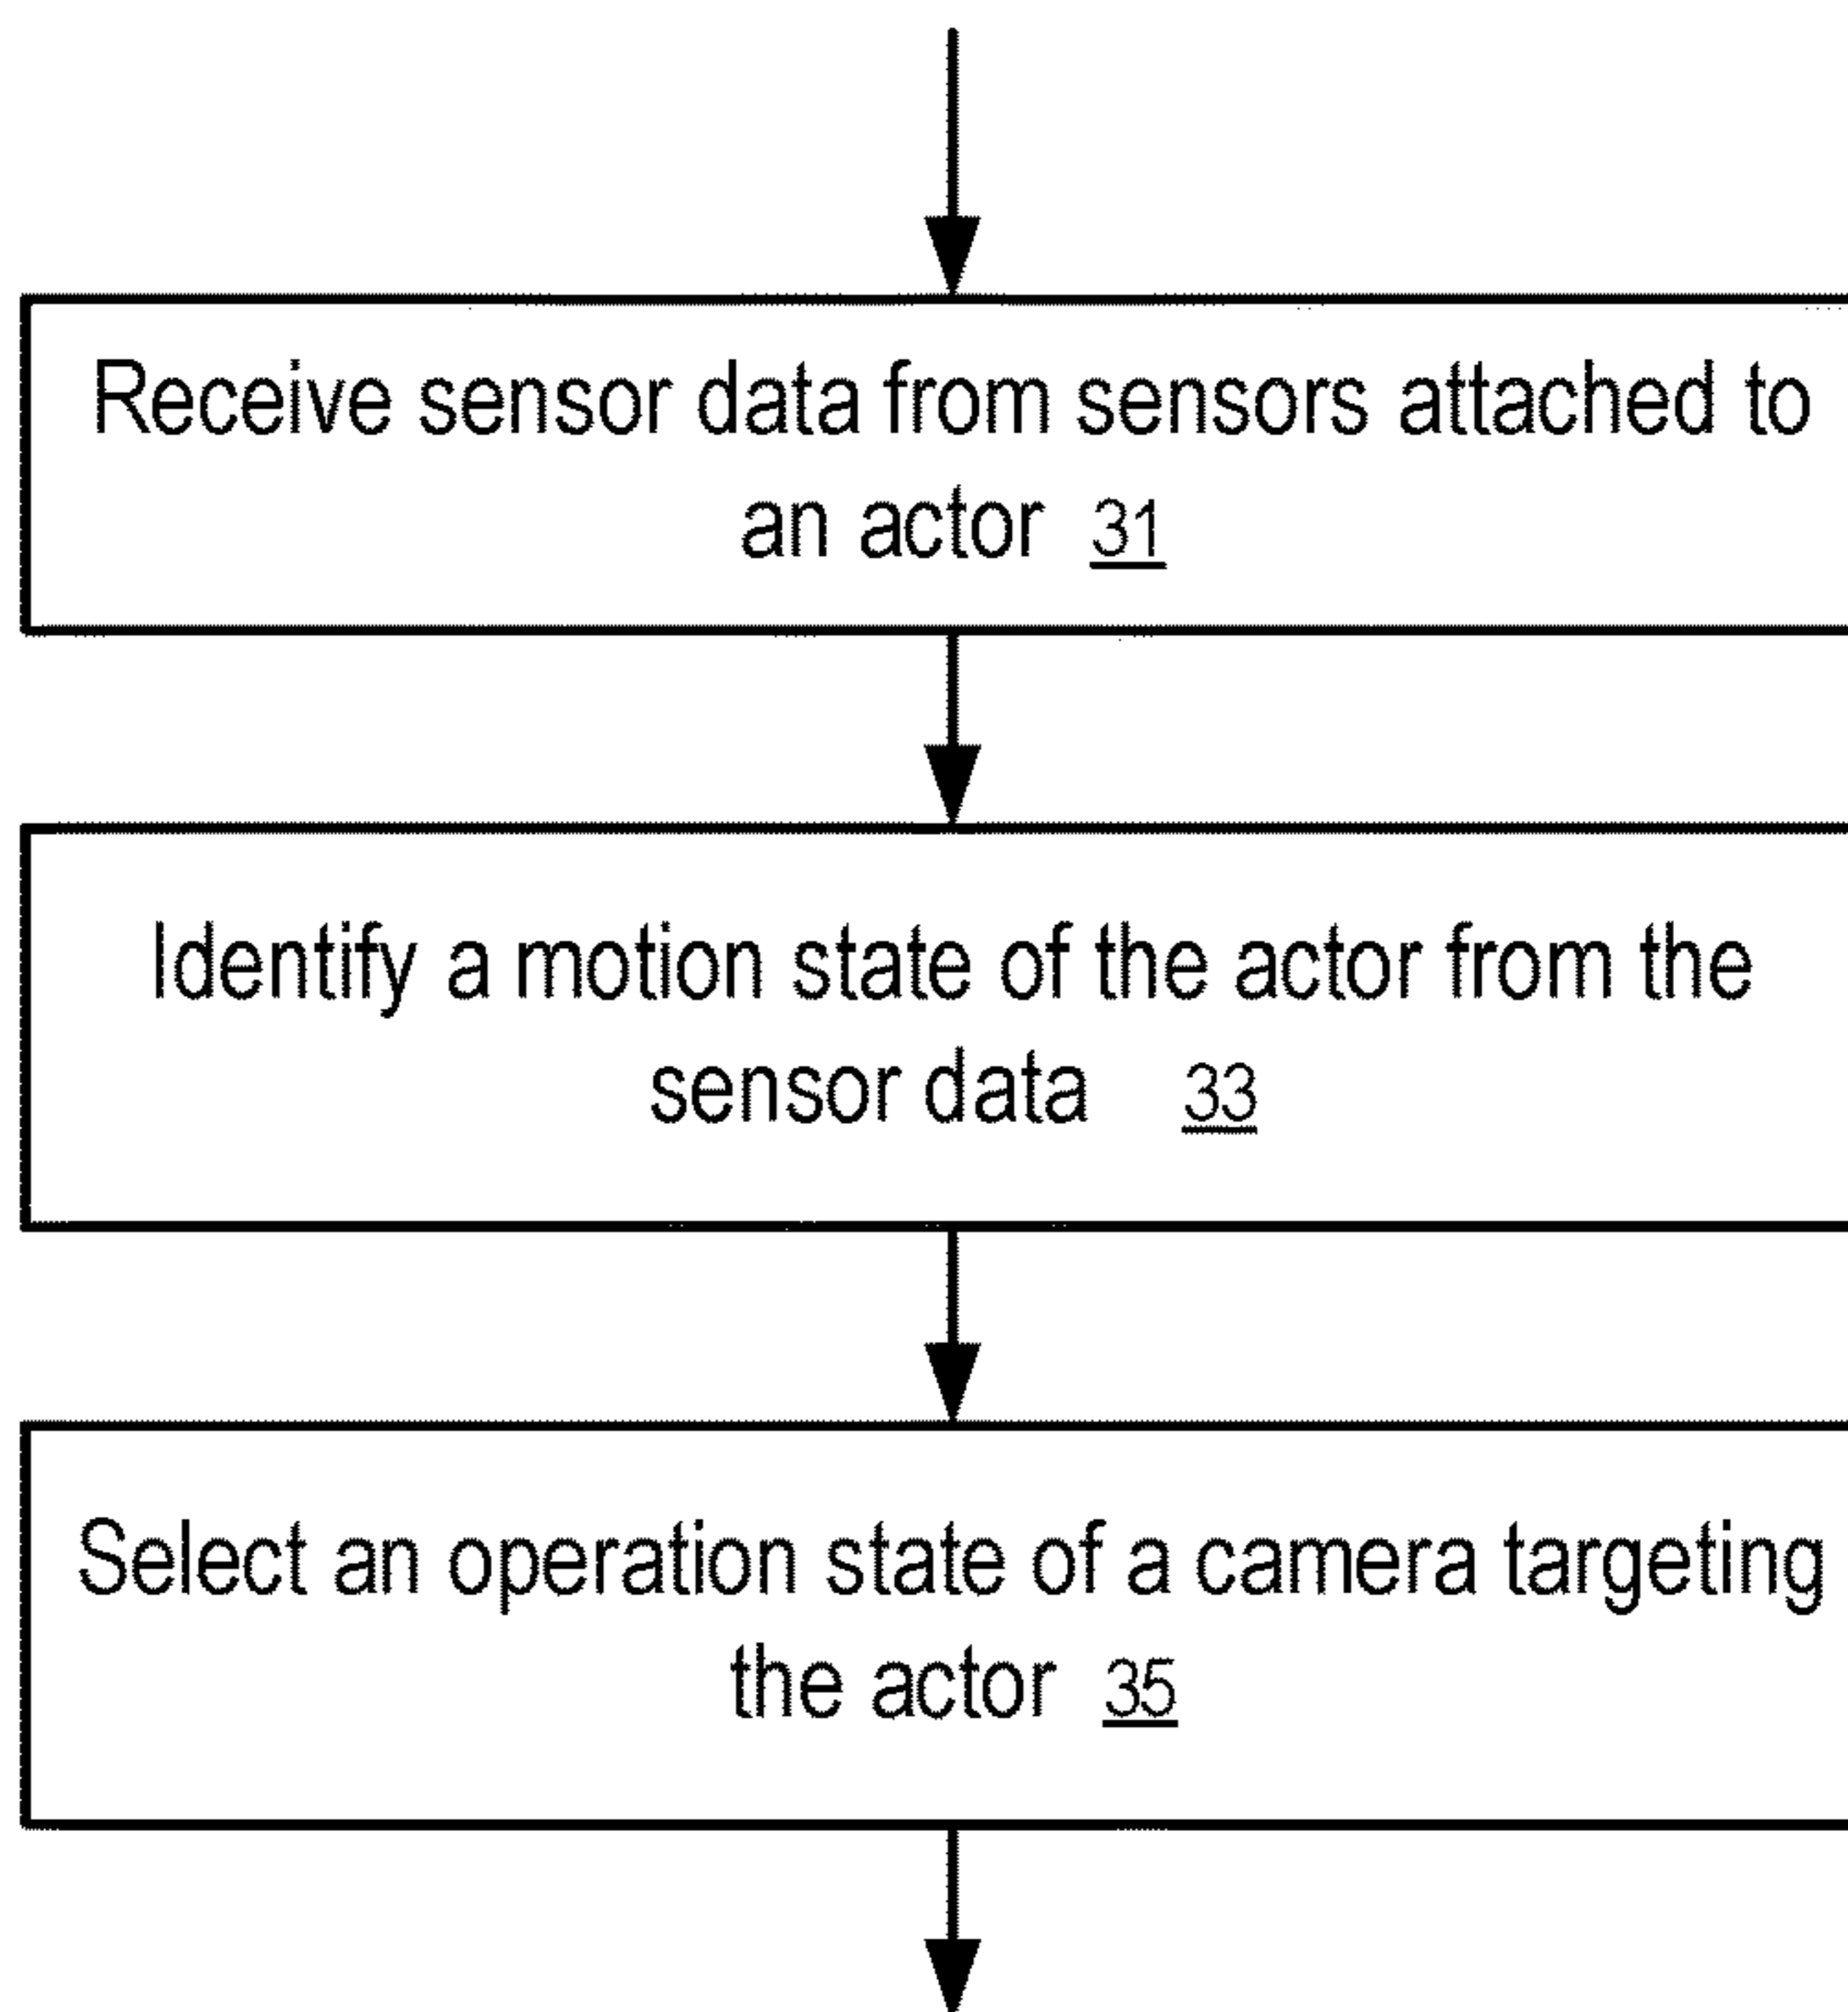 Receive sensor data from sensors attached to
an actor 31
Identify a motion state of the actor from the
sensor data 33
Select an operation state of a camera targeting
the actor 35